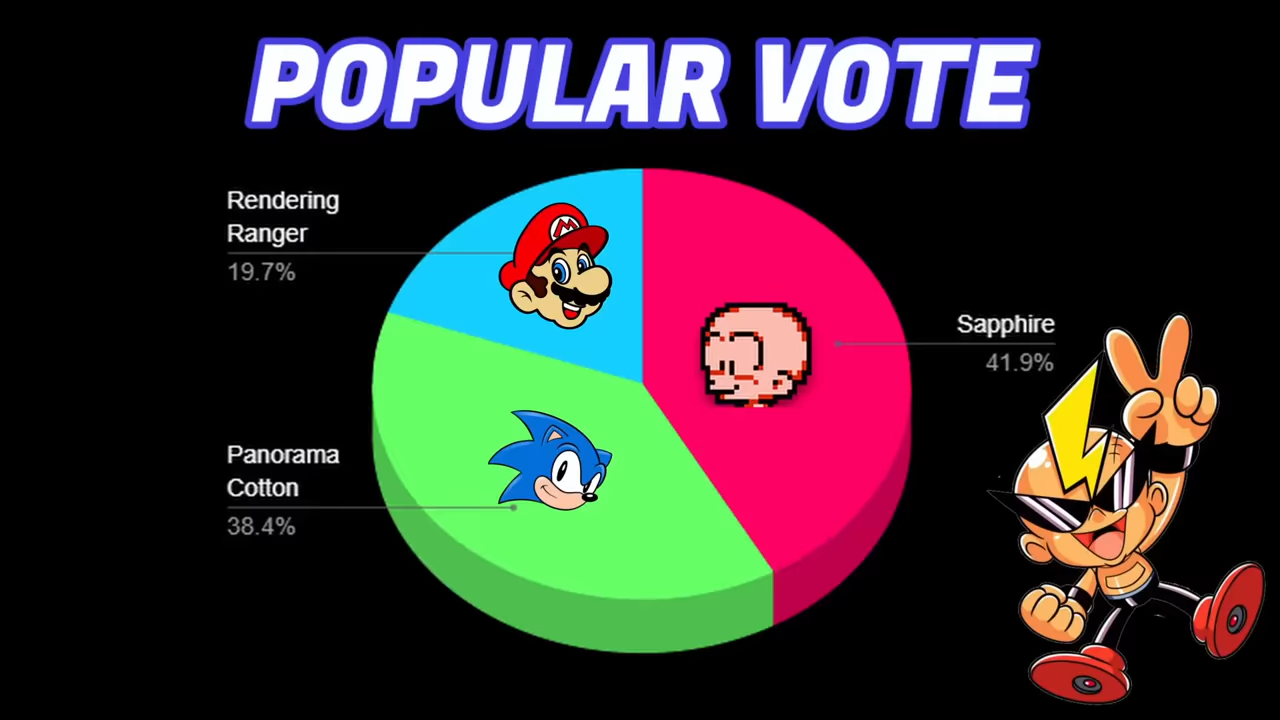 POPULAR VOTE
Rendering
Ranger
19.7%
M
Sapphire
41.9%
Panorama
Cotton
38.4%